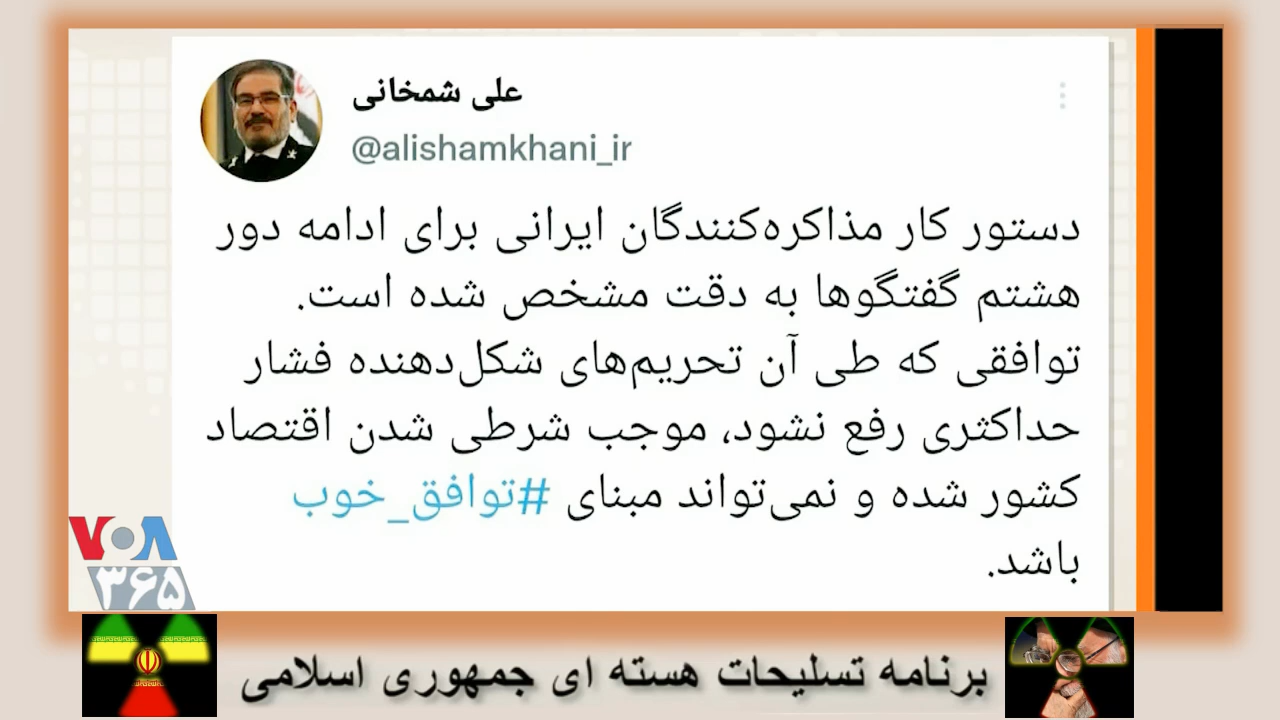 علی شمخانی
@alishamkhani_ir
دستور کار مذاکره‌کنندگان ایرانی برای ادامه دور
هشتم گفتگوها به دقت مشخص شده است.
توافقی که طی آن تحریم‌های شکل‌دهنده فشار
حداکثری رفع نشود، موجب شرطی شدن اقتصاد
کشور شده و نمی‌تواند مبنای #توافق_خوب
باشد.
VOA
۳۶۵
برنامه تسلیحات هسته ای جمهوری اسلامی